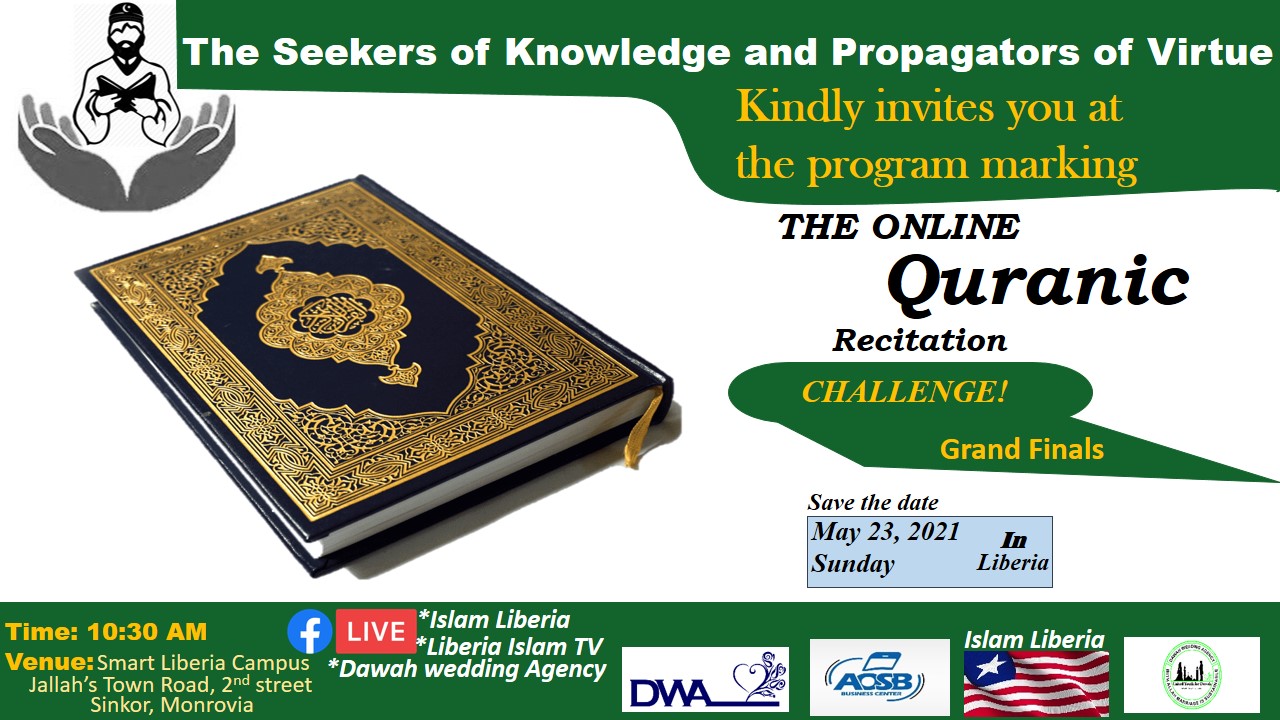 The Seekers of Knowledge and Propagators of Virtue
Kindly invites you at
the program marking
THE ONLINE
Quranic
Recitation
CHALLENGE!
Grand Finals
Save the date
May 23, 2021
Sunday
In
Liberia
Time: 10:30 AM
Venue: Smart Liberia Campus
Jallah's Town Road, 2nd street
Sinkor, Monrovia
LIVE
*Islam Liberia
*Liberia Islam TV
*Dawah wedding Agency
DWA
AOSB
BUSINESS CENTER
Islam Liberia